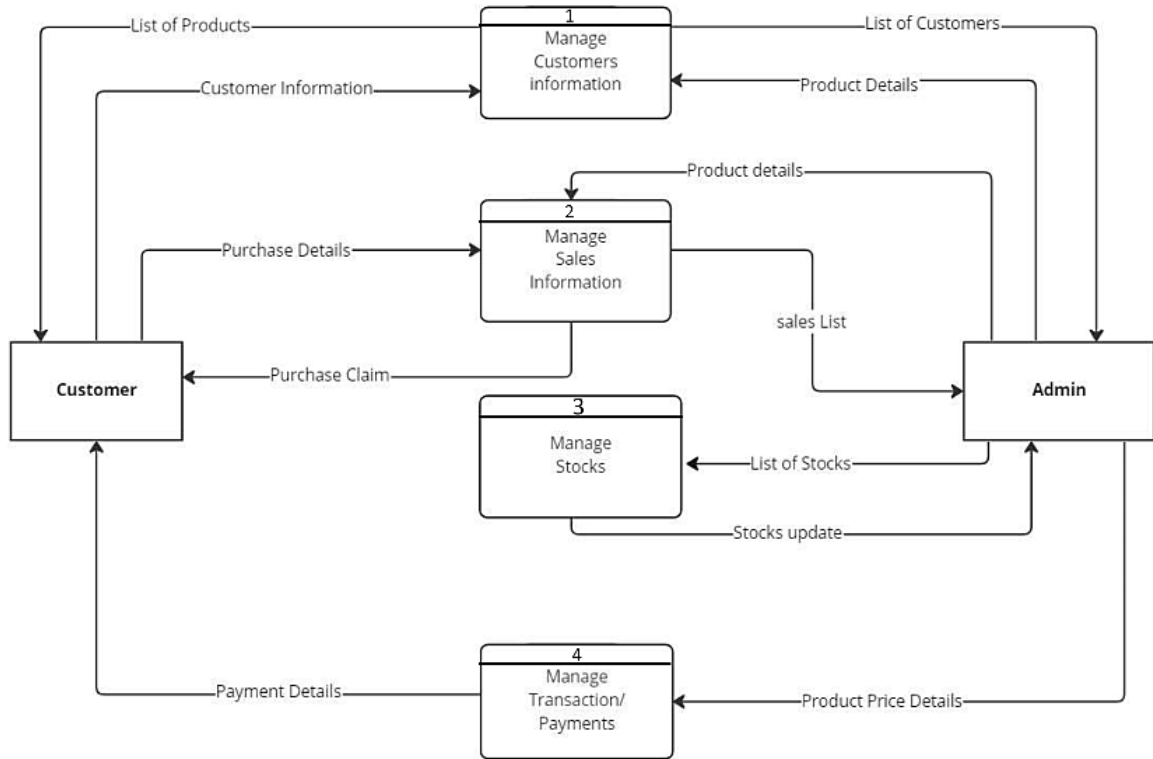 1
List of Products
List of Customers
Manage
Customers
information
Customer Information
Product Details
Product details
2
Manage
Sales
Information
Purchase Details
sales List
Purchase Claim
Customer
Admin
3
Manage
Stocks
List of Stocks
Stocks update
4
Manage
Transaction/
Payments
Payment Details
Product Price Details